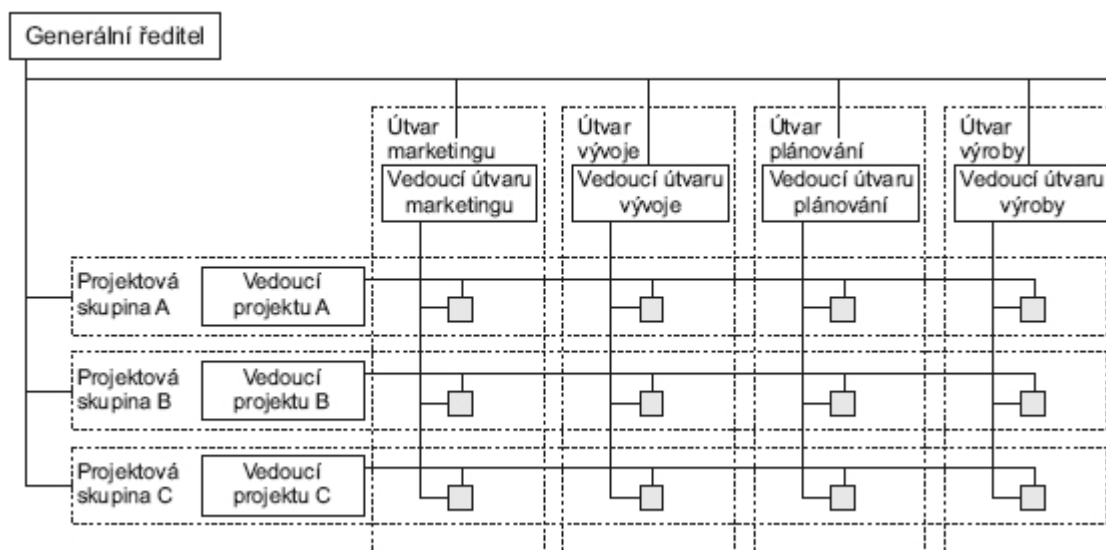 Generální ředitel
Útvar
marketingu
Vedoucí útvaru
marketingu
Útvar
vývoje
Vedoucí útvaru
vývoje
Útvar
plánování
Vedoucí útvaru
plánování
Útvar
výroby
Vedoucí útvaru
výroby
Projektová
skupina A
Vedoucí
projektu A
Projektová
skupina B
Vedoucí
projektu B
Projektová
skupina C
Vedoucí
projektu C